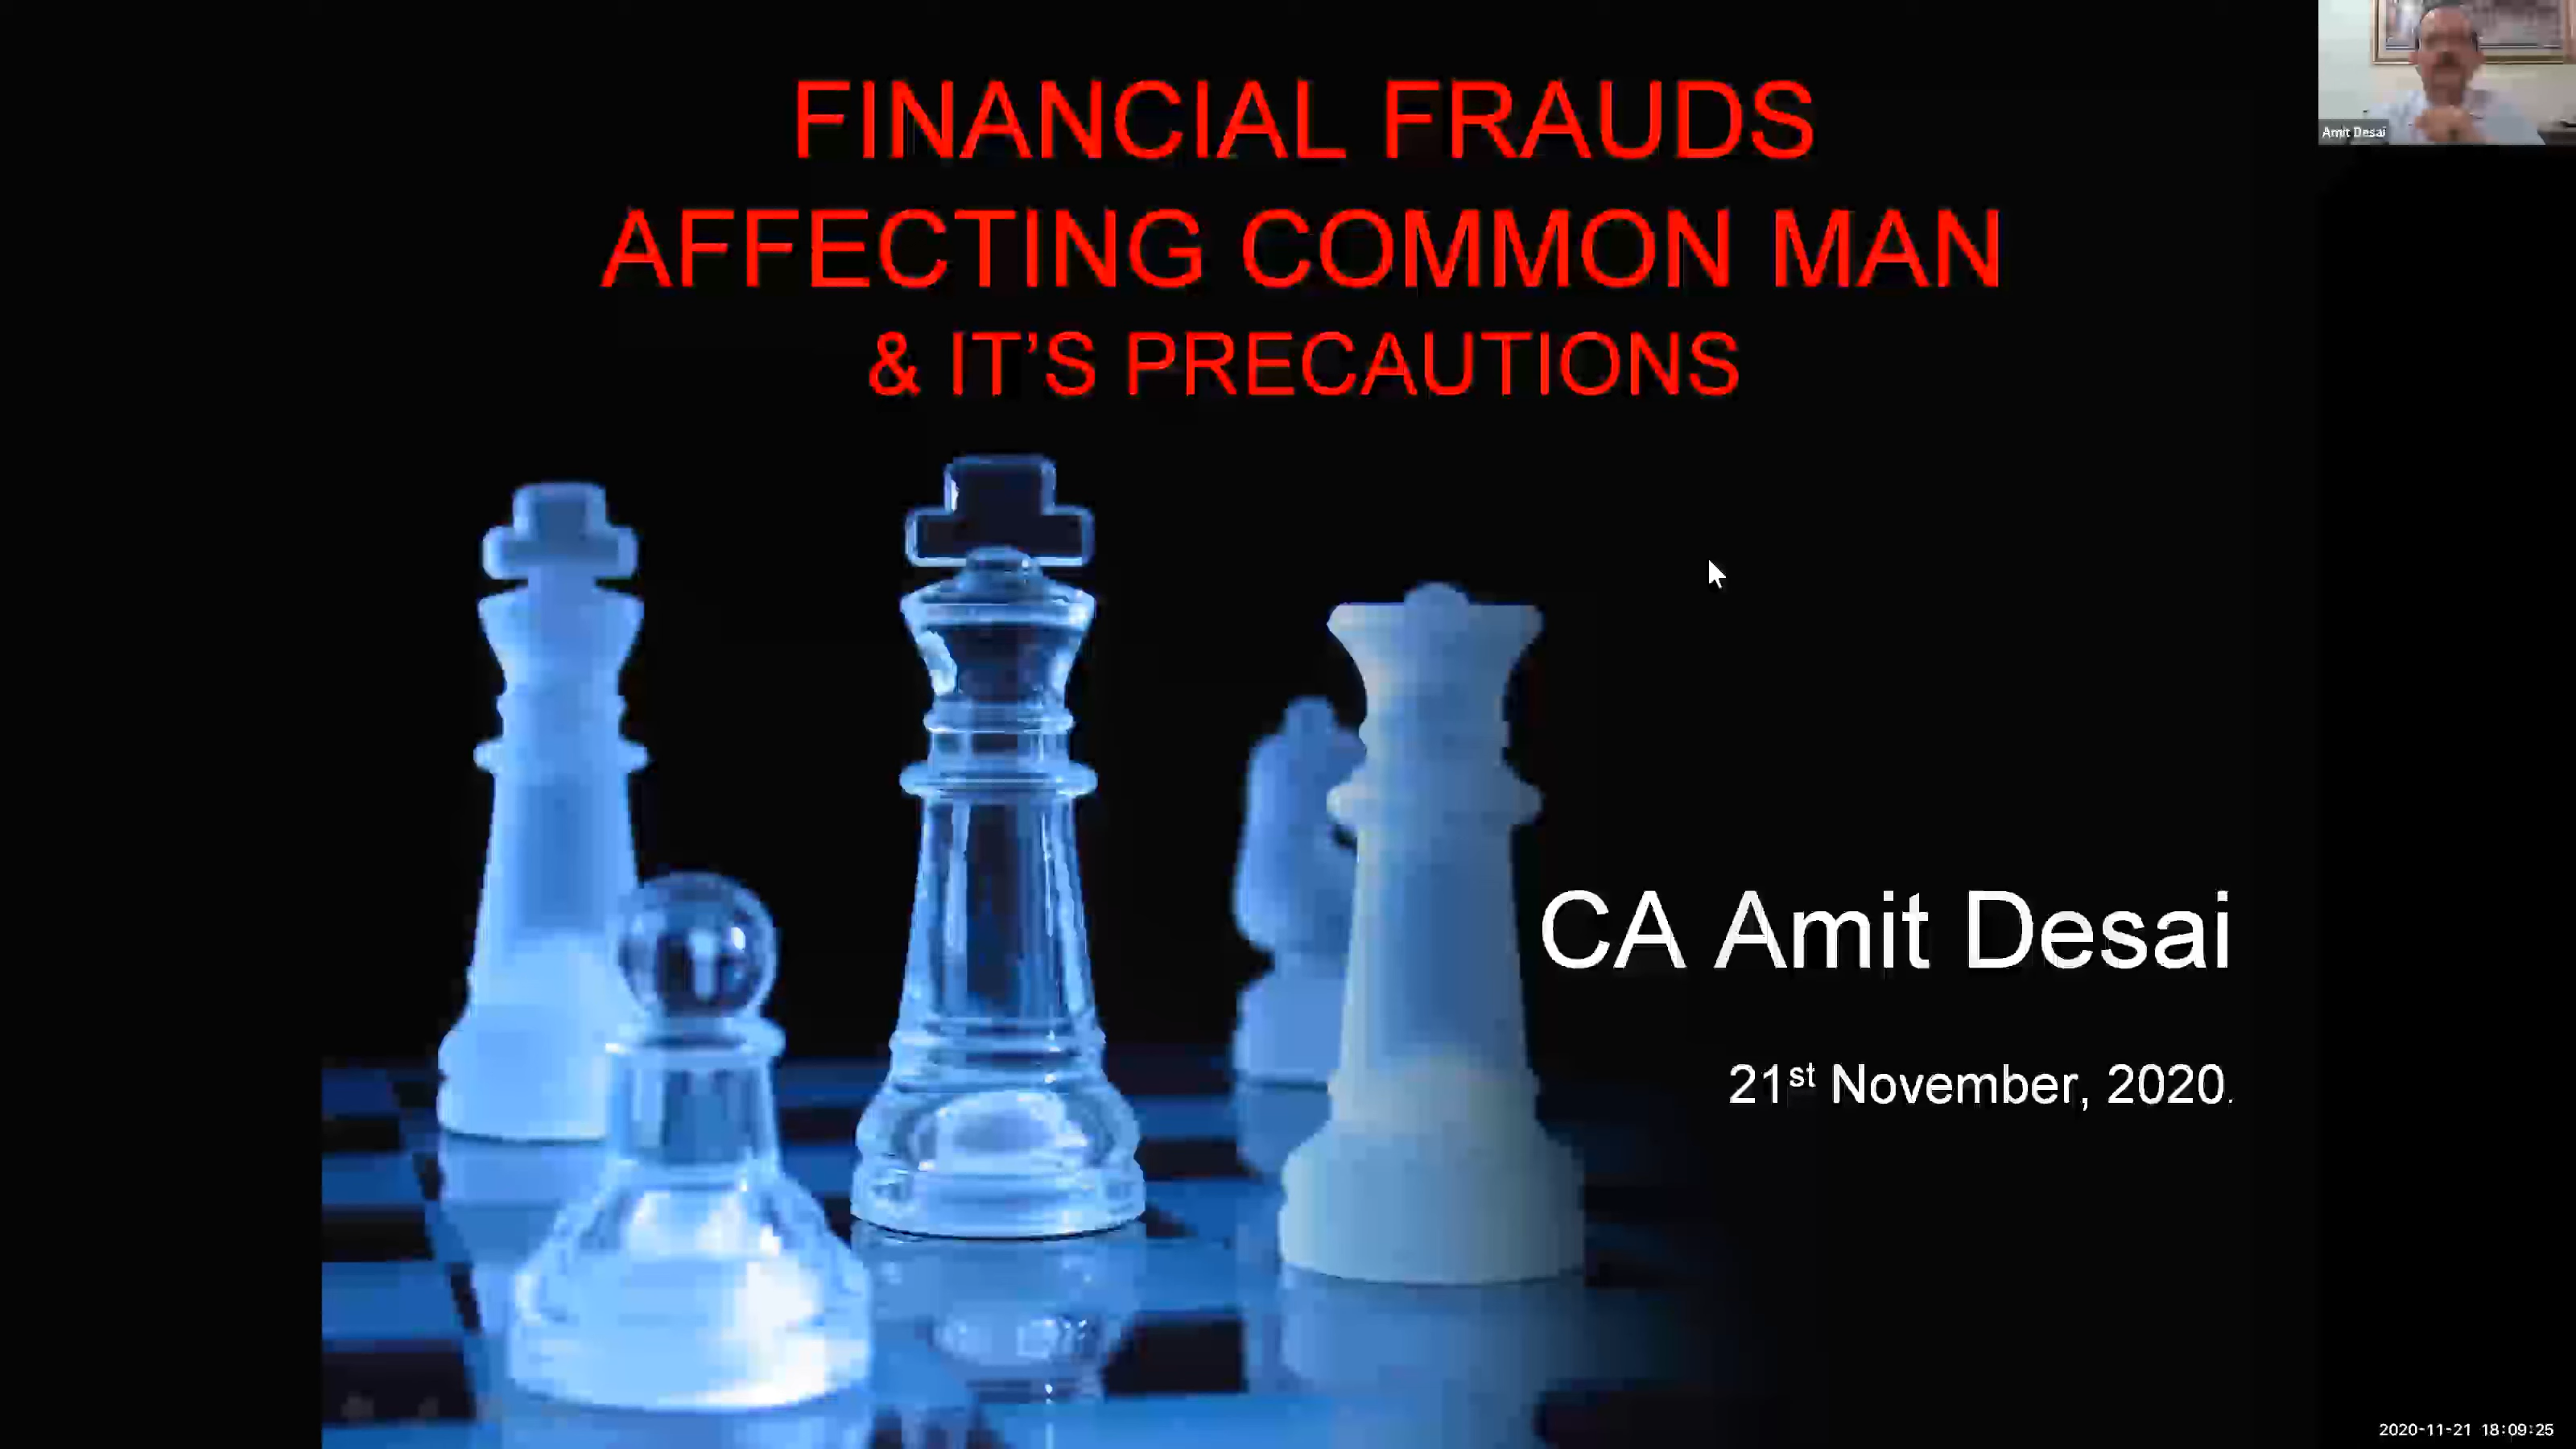 FINANCIAL FRAUDS
AFFECTING COMMON MAN
& IT’S PRECAUTIONS
Amit Desai
CA Amit Desai
21st November, 2020.
2020-11-21 18:09:25